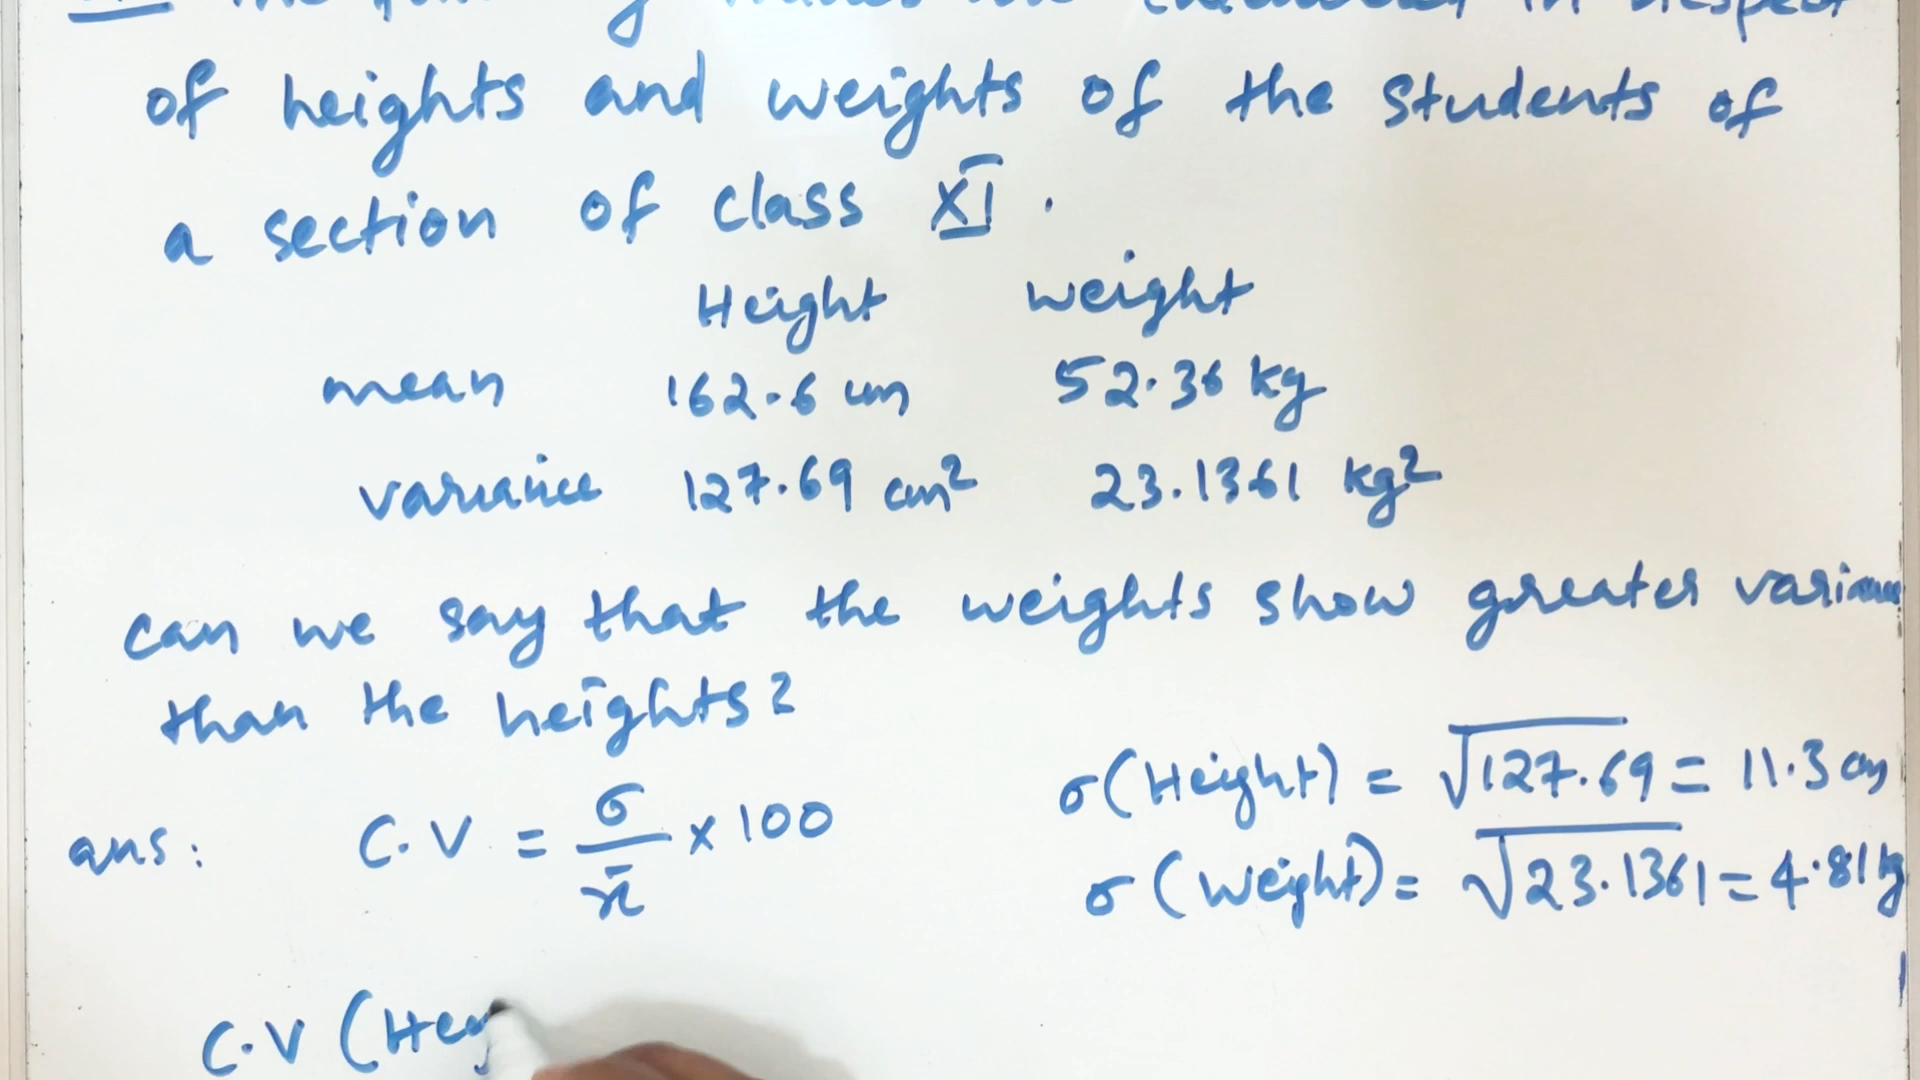 of heights and weights of the Students of
a section of class XI.
Height weight
mean 162.6 cm 52.36 kg
variance 127.69 cm² 23.1361 kg²
can we say that the weights show greater
than the heights?
σ(Height) = √127.69 = 11.3 cm
ans: C.V = σ/x̄ × 100
σ(Weight) = √23.1361 = 4.81 kg
C.V (Heig